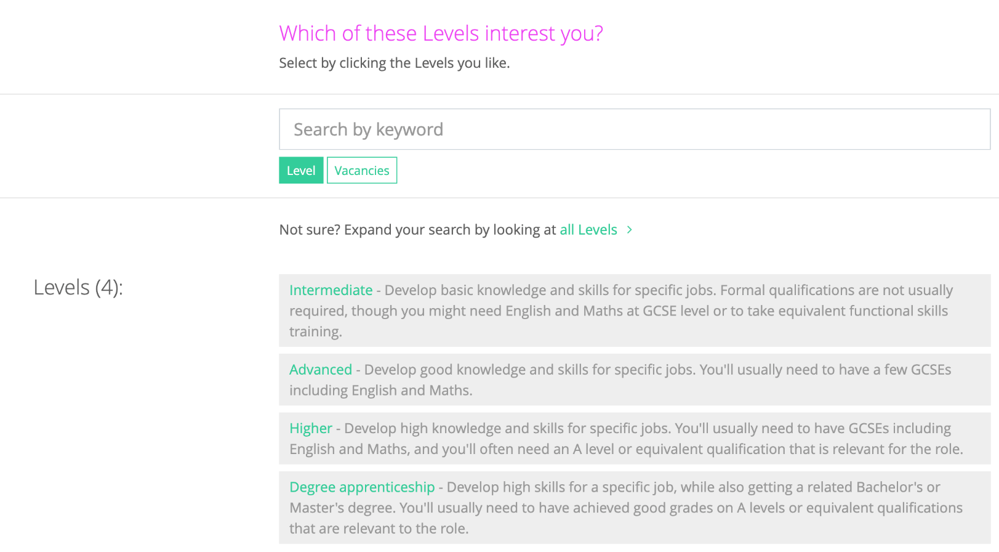 Which of these Levels interest you?
Select by clicking the Levels you like.
Search by keyword
Level
Vacancies
Not sure? Expand your search by looking at all Levels
Levels (4):
Intermediate - Develop basic knowledge and skills for specific jobs. Formal qualifications are not usually
required, though you might need English and Maths at GCSE level or to take equivalent functional skills
training.
Advanced - Develop good knowledge and skills for specific jobs. You'll usually need to have a few GCSEs
including English and Maths.
Higher - Develop high knowledge and skills for specific jobs. You'll usually need to have GCSEs including
English and Maths, and you'll often need an A level or equivalent qualification that is relevant for the role.
Degree apprenticeship - Develop high skills for a specific job, while also getting a related Bachelor's or
Master's degree. You'll usually need to have achieved good grades on A levels or equivalent qualifications
that are relevant to the role.